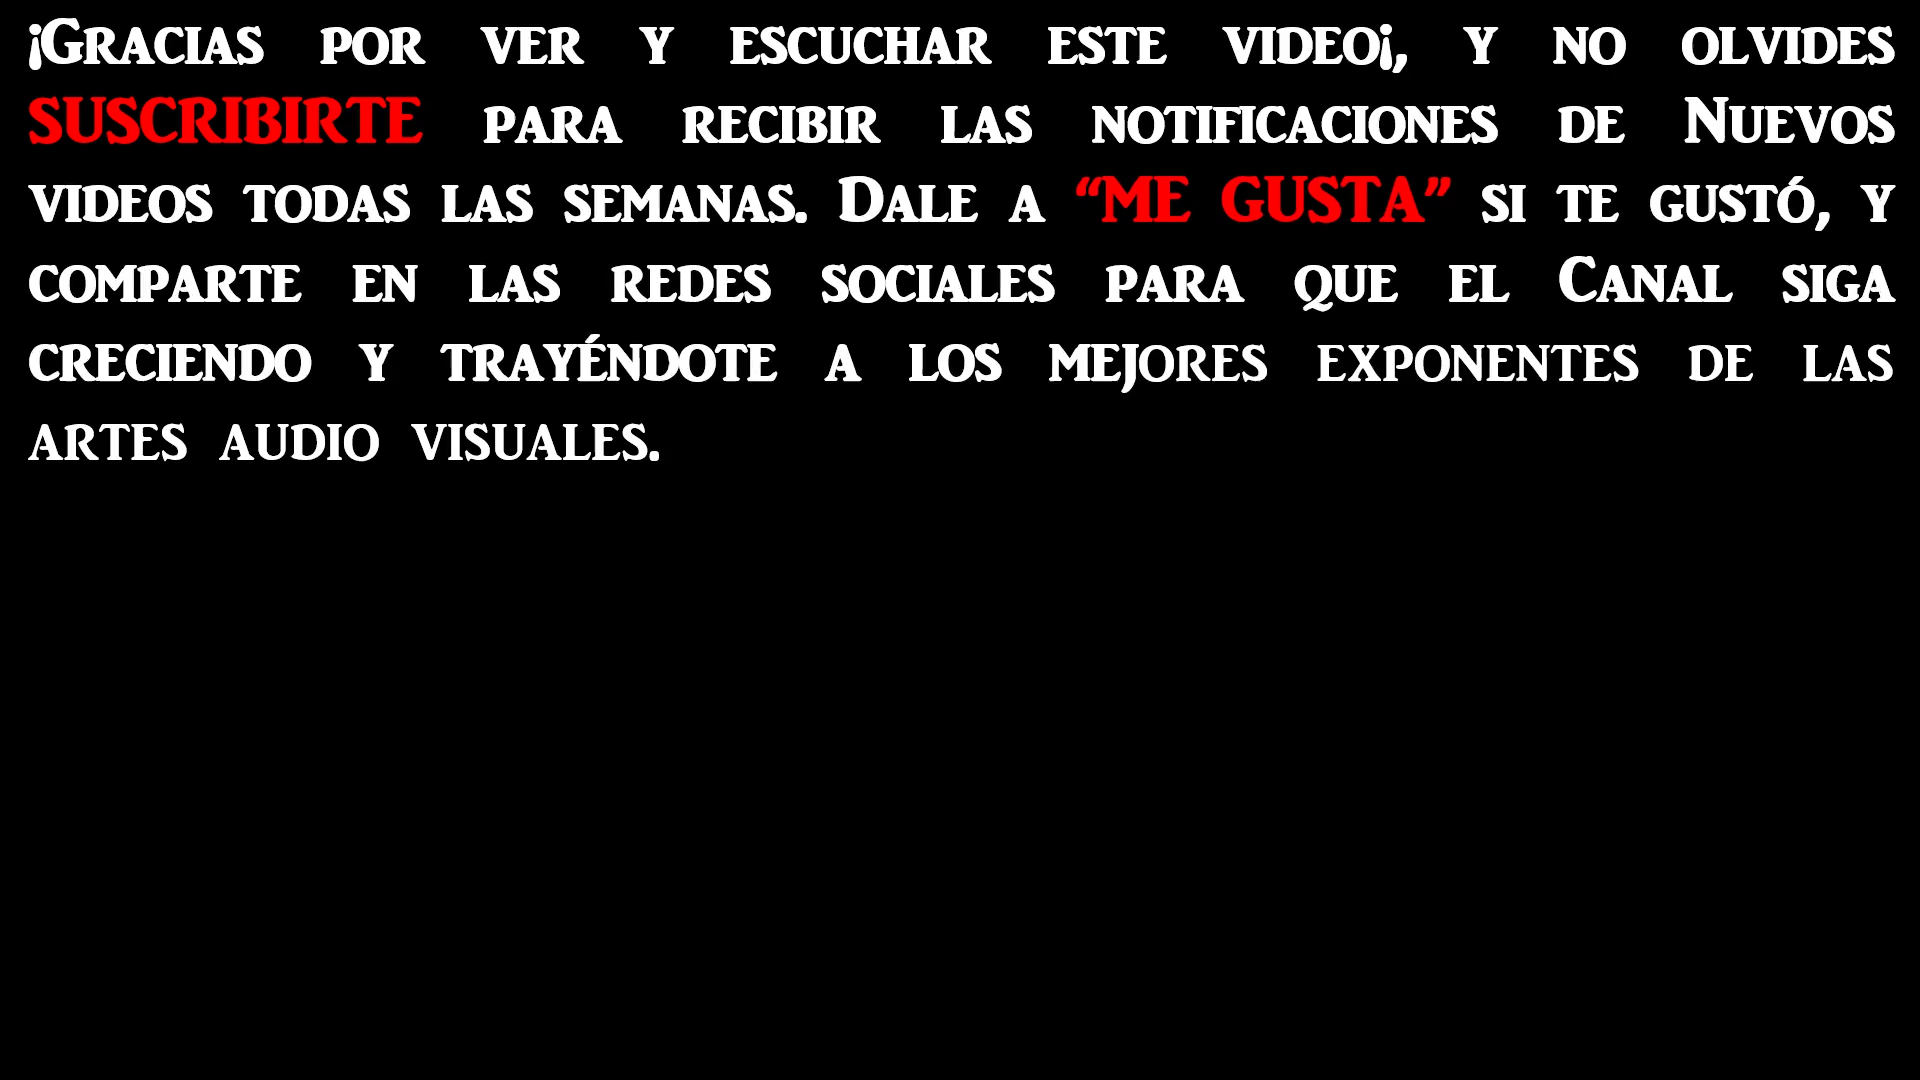 ¡Gracias por ver y escuchar este video¡, y no olvides
SUSCRIBIRTE para recibir las notificaciones de Nuevos
videos todas las semanas. Dale a “ME GUSTA” si te gustó, y
comparte en las redes sociales para que el Canal siga
creciendo y trayéndote a los mejores exponentes de las
artes audio visuales.